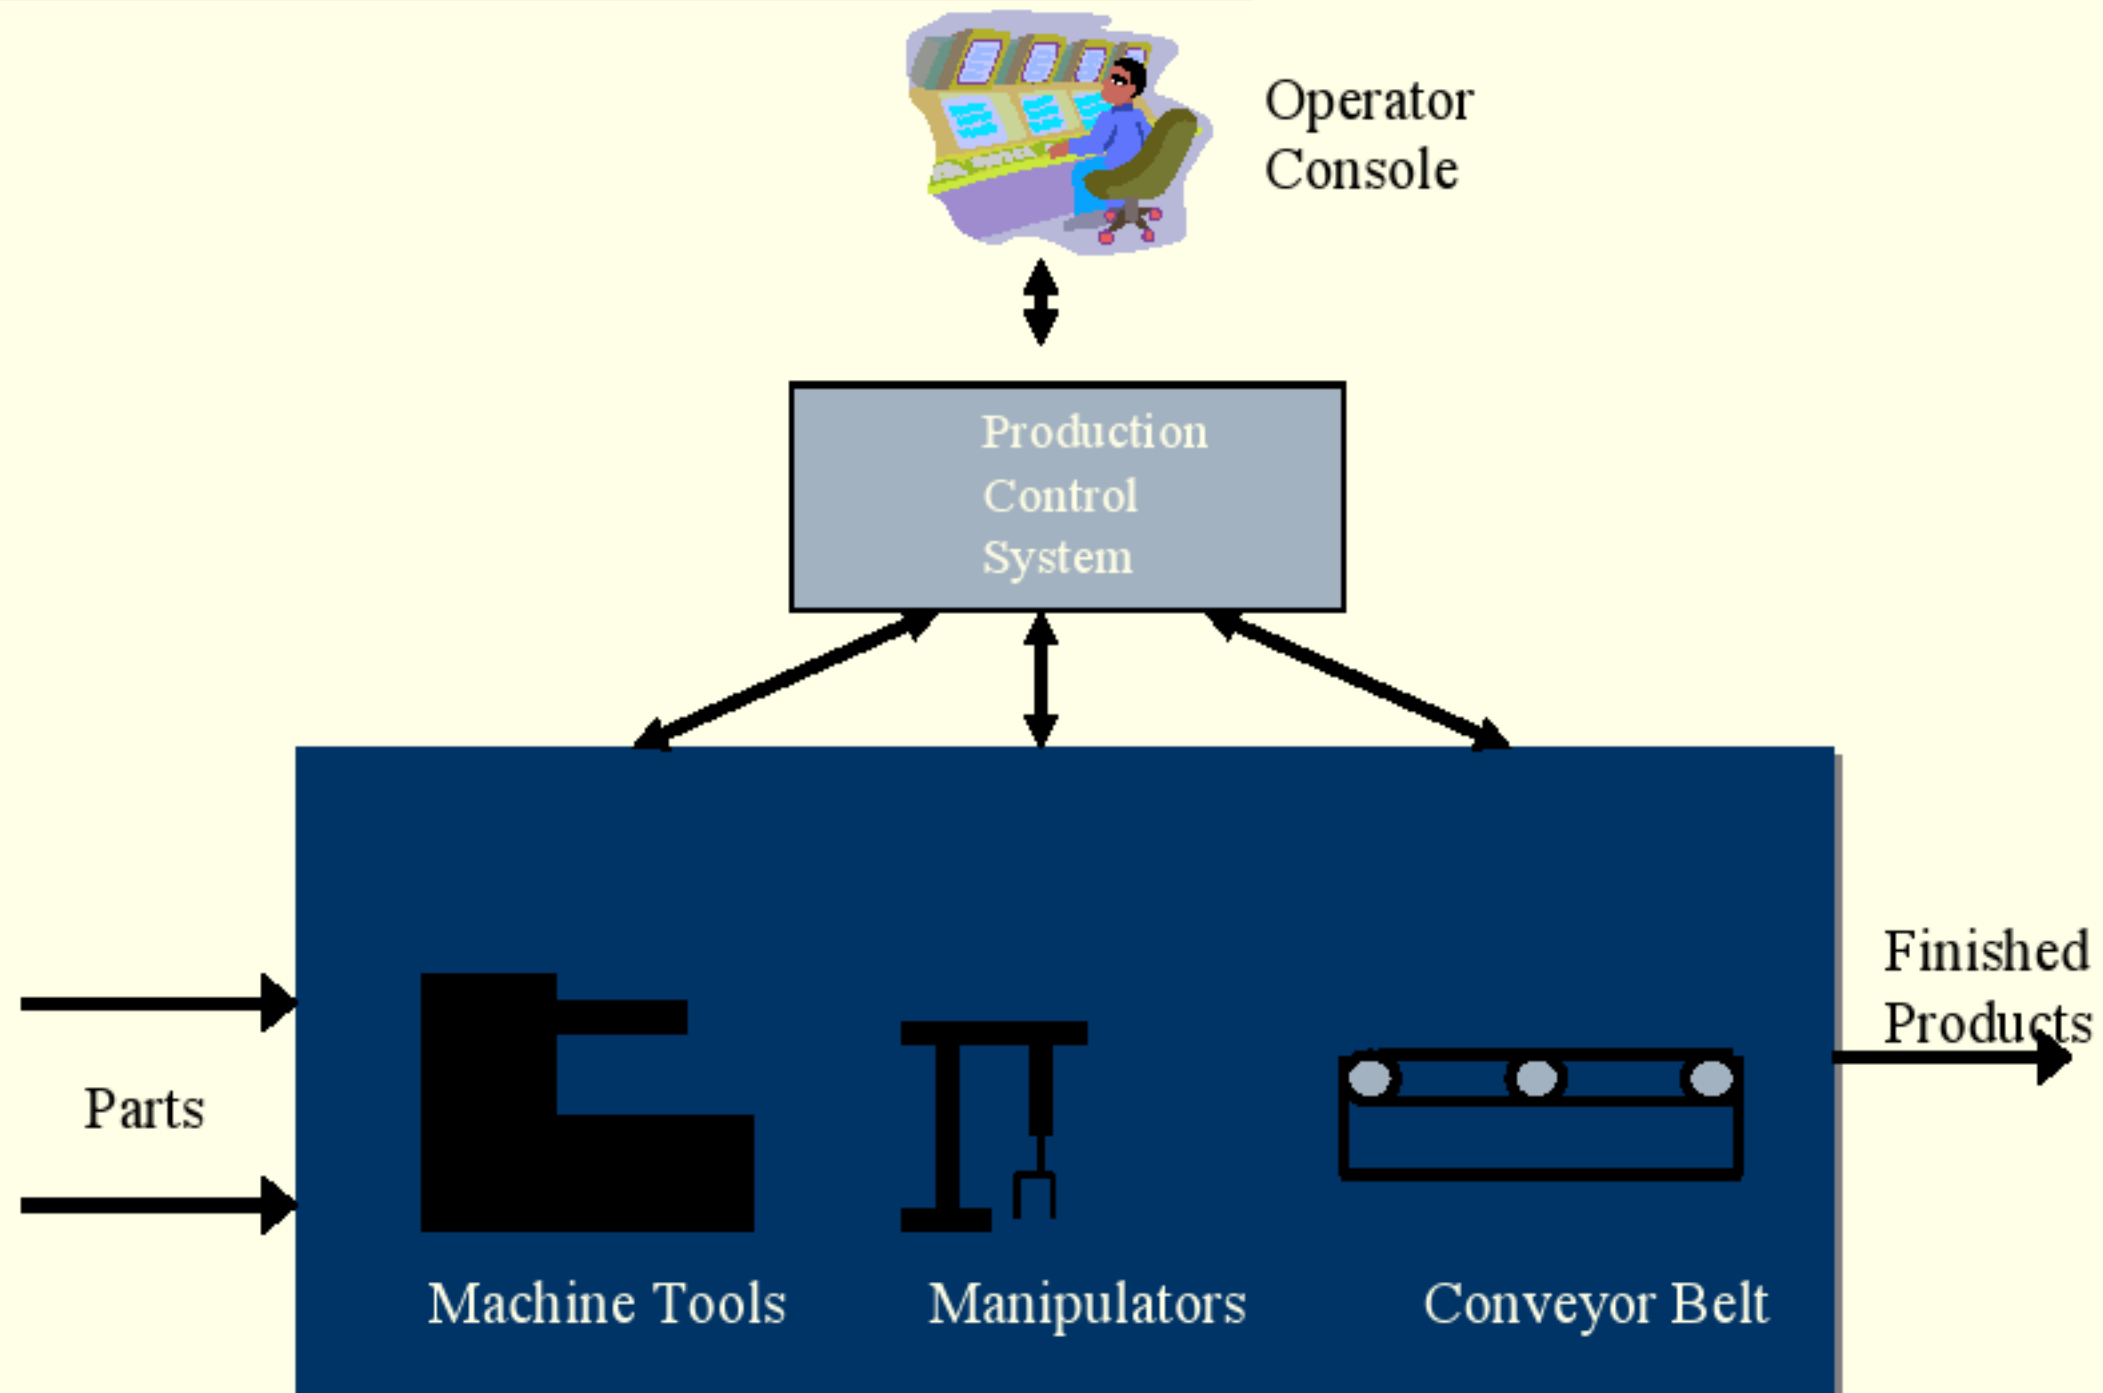 Operator
Console
Production
Control
System
Finished
Products
Parts
Machine Tools
Manipulators
Conveyor Belt